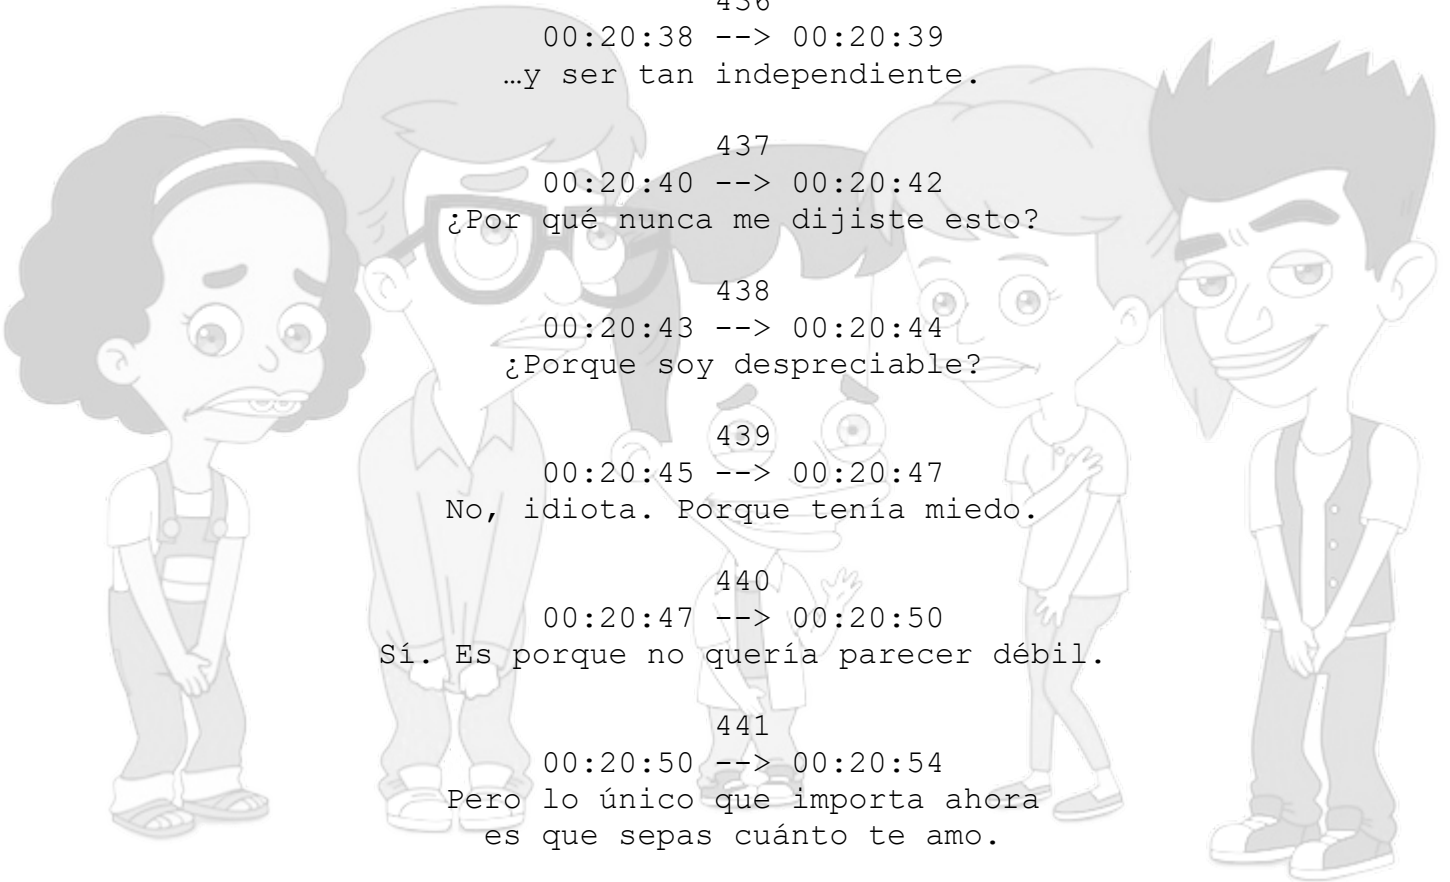 436
00:20:38 --> 00:20:39
…y ser tan independiente.
437
00:20:40 --> 00:20:42
¿Por qué nunca me dijiste esto?
438
00:20:43 --> 00:20:44
¿Porque soy despreciable?
439
00:20:45 --> 00:20:47
No, idiota. Porque tenía miedo.
440
00:20:47 --> 00:20:50
Sí. Es porque no quería parecer débil.
441
00:20:50 --> 00:20:54
Pero lo único que importa ahora
es que sepas cuánto te amo.